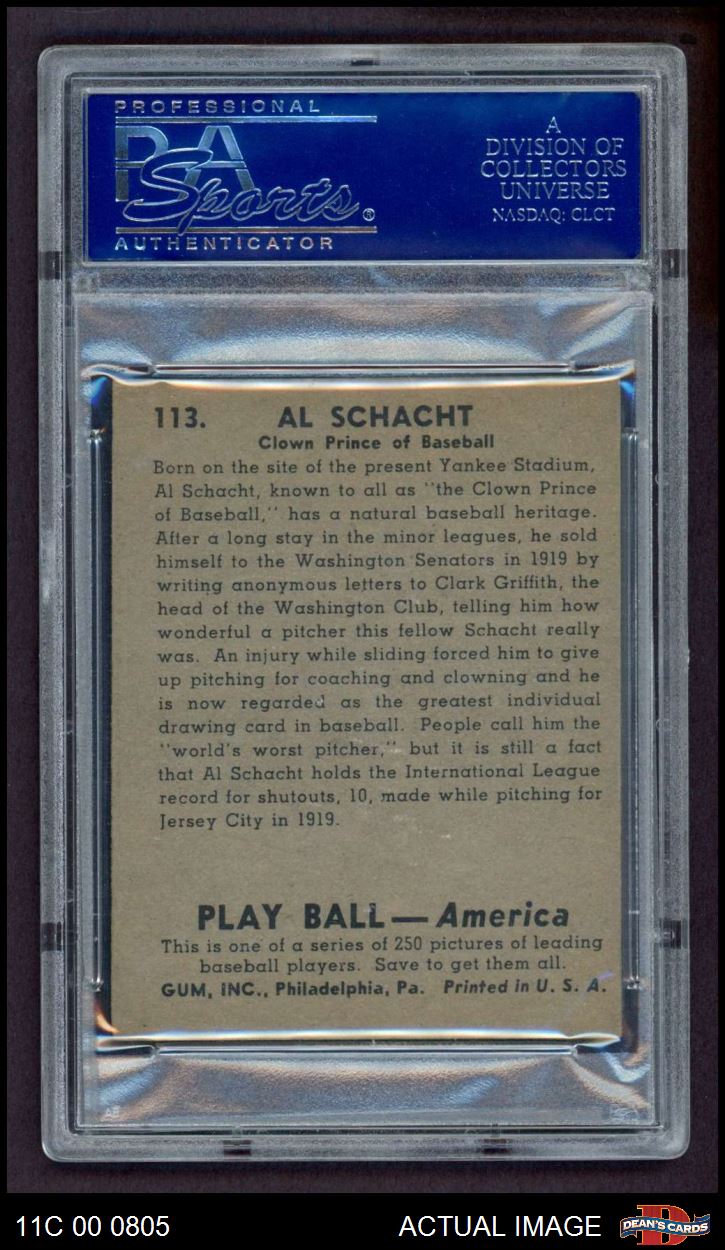 PROFESSIONAL
PSA
Sports®
AUTHENTICATOR
A
DIVISION OF
COLLECTORS
UNIVERSE
NASDAQ: CLCT
113. AL SCHACHT
Clown Prince of Baseball
Born on the site of the present Yankee Stadium,
Al Schacht, known to all as "the Clown Prince
of Baseball," has a natural baseball heritage.
After a long stay in the minor leagues, he sold
himself to the Washington Senators in 1919 by
writing anonymous letters to Clark Griffith, the
head of the Washington Club, telling him how
wonderful a pitcher this fellow Schacht really
was. An injury while sliding forced him to give
up pitching for coaching and clowning and he
is now regarded as the greatest individual
drawing card in baseball. People call him the
"world's worst pitcher," but it is still a fact
that Al Schacht holds the International League
record for shutouts, 10, made while pitching for
Jersey City in 1919.
PLAY BALL—America
This is one of a series of 250 pictures of leading
baseball players. Save to get them all.
GUM, INC., Philadelphia, Pa. Printed in U. S. A.
11C 00 0805 ACTUAL IMAGE DEAN'S CARDS